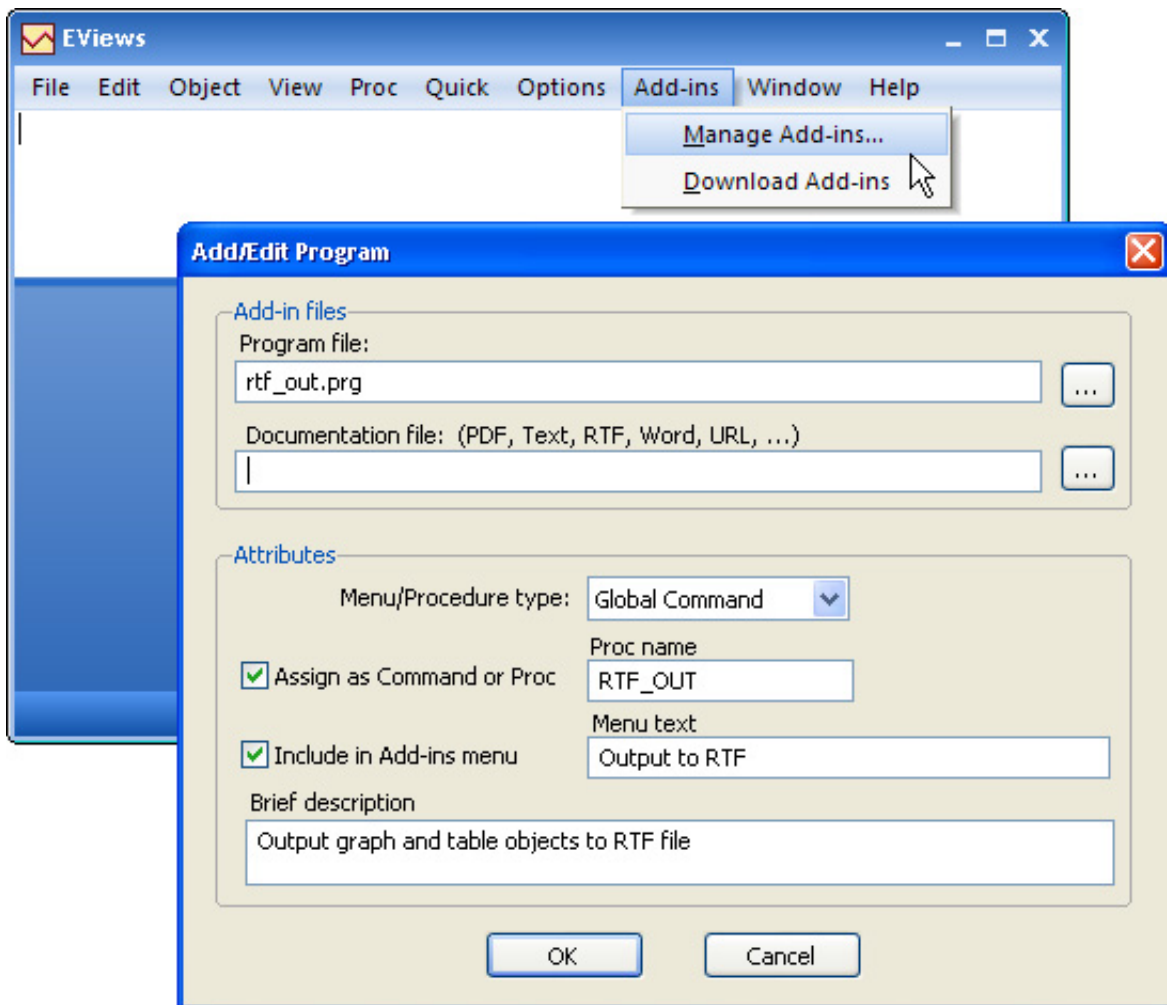 EViews
File Edit Object View Proc Quick Options Add-ins Window Help
Manage Add-ins...
Download Add-ins
Add/Edit Program
Add-in files
Program file:
rtf_out.prg
...
Documentation file: (PDF, Text, RTF, Word, URL, ...)
...
Attributes
Menu/Procedure type: Global Command
Proc name
Assign as Command or Proc RTF_OUT
Menu text
Include in Add-ins menu Output to RTF
Brief description
Output graph and table objects to RTF file
OK Cancel